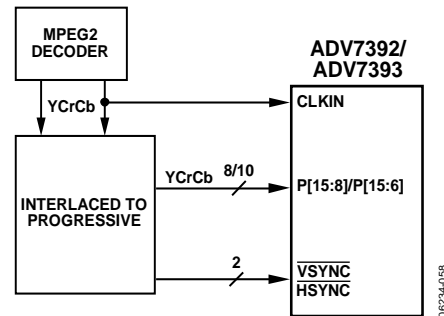 MPEG2
DECODER
YCrCb
INTERLACED TO
PROGRESSIVE
YCrCb
8/10
2
ADV7392/
ADV7393
CLKIN
P[15:8]/P[15:6]
VSYNC
HSYNC
06234-058